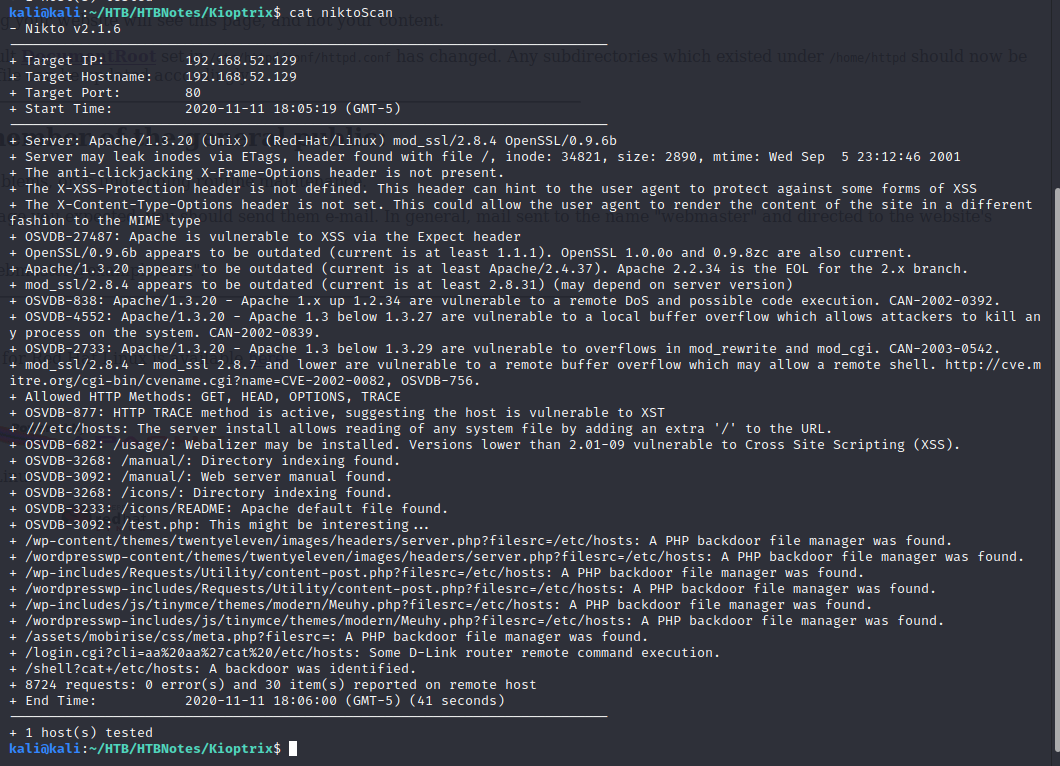 kali@kali:~/HTB/HTBNotes/Kioptrix$ cat niktoScan
- Nikto v2.1.6
---------------------------------------------------------------------------
+ Target IP:          192.168.52.129
+ Target Hostname:    192.168.52.129
+ Target Port:        80
+ Start Time:         2020-11-11 18:05:19 (GMT-5)
---------------------------------------------------------------------------
+ Server: Apache/1.3.20 (Unix)  (Red-Hat/Linux) mod_ssl/2.8.4 OpenSSL/0.9.6b
+ Server may leak inodes via ETags, header found with file /, inode: 34821, size: 2890, mtime: Wed Sep  5 23:12:46 2001
+ The anti-clickjacking X-Frame-Options header is not present.
+ The X-XSS-Protection header is not defined. This header can hint to the user agent to protect against some forms of XSS
+ The X-Content-Type-Options header is not set. This could allow the user agent to render the content of the site in a different
fashion to the MIME type
+ OSVDB-27487: Apache is vulnerable to XSS via the Expect header
+ OpenSSL/0.9.6b appears to be outdated (current is at least 1.1.1). OpenSSL 1.0.0o and 0.9.8zc are also current.
+ Apache/1.3.20 appears to be outdated (current is at least Apache/2.4.37). Apache 2.2.34 is the EOL for the 2.x branch.
+ mod_ssl/2.8.4 appears to be outdated (current is at least 2.8.31) (may depend on server version)
+ OSVDB-838: Apache/1.3.20 - Apache 1.x up 1.2.34 are vulnerable to a remote DoS and possible code execution. CAN-2002-0392.
+ OSVDB-4552: Apache/1.3.20 - Apache 1.3 below 1.3.27 are vulnerable to a local buffer overflow which allows attackers to kill an
y process on the system. CAN-2002-0839.
+ OSVDB-2733: Apache/1.3.20 - Apache 1.3 below 1.3.29 are vulnerable to overflows in mod_rewrite and mod_cgi. CAN-2003-0542.
+ mod_ssl/2.8.4 - mod_ssl 2.8.7 and lower are vulnerable to a remote buffer overflow which may allow a remote shell. http://cve.m
itre.org/cgi-bin/cvename.cgi?name=CVE-2002-0082, OSVDB-756.
+ Allowed HTTP Methods: GET, HEAD, OPTIONS, TRACE
+ OSVDB-877: HTTP TRACE method is active, suggesting the host is vulnerable to XST
+ ///etc/hosts: The server install allows reading of any system file by adding an extra '/' to the URL.
+ OSVDB-682: /usage/: Webalizer may be installed. Versions lower than 2.01-09 vulnerable to Cross Site Scripting (XSS).
+ OSVDB-3268: /manual/: Directory indexing found.
+ OSVDB-3092: /manual/: Web server manual found.
+ OSVDB-3268: /icons/: Directory indexing found.
+ OSVDB-3233: /icons/README: Apache default file found.
+ OSVDB-3092: /test.php: This might be interesting...
+ /wp-content/themes/twentyeleven/images/headers/server.php?filesrc=/etc/hosts: A PHP backdoor file manager was found.
+ /wordpresswp-content/themes/twentyeleven/images/headers/server.php?filesrc=/etc/hosts: A PHP backdoor file manager was found.
+ /wp-includes/Requests/Utility/content-post.php?filesrc=/etc/hosts: A PHP backdoor file manager was found.
+ /wordpresswp-includes/Requests/Utility/content-post.php?filesrc=/etc/hosts: A PHP backdoor file manager was found.
+ /wp-includes/js/tinymce/themes/modern/Meuhy.php?filesrc=/etc/hosts: A PHP backdoor file manager was found.
+ /wordpresswp-includes/js/tinymce/themes/modern/Meuhy.php?filesrc=/etc/hosts: A PHP backdoor file manager was found.
+ /assets/mobirise/css/meta.php?filesrc=: A PHP backdoor file manager was found.
+ /login.cgi?cli=aa%20aa%27cat%20/etc/hosts: Some D-Link router remote command execution.
+ /shell?cat+/etc/hosts: A backdoor was identified.
+ 8724 requests: 0 error(s) and 30 item(s) reported on remote host
+ End Time:           2020-11-11 18:06:00 (GMT-5) (41 seconds)
---------------------------------------------------------------------------
+ 1 host(s) tested
kali@kali:~/HTB/HTBNotes/Kioptrix$